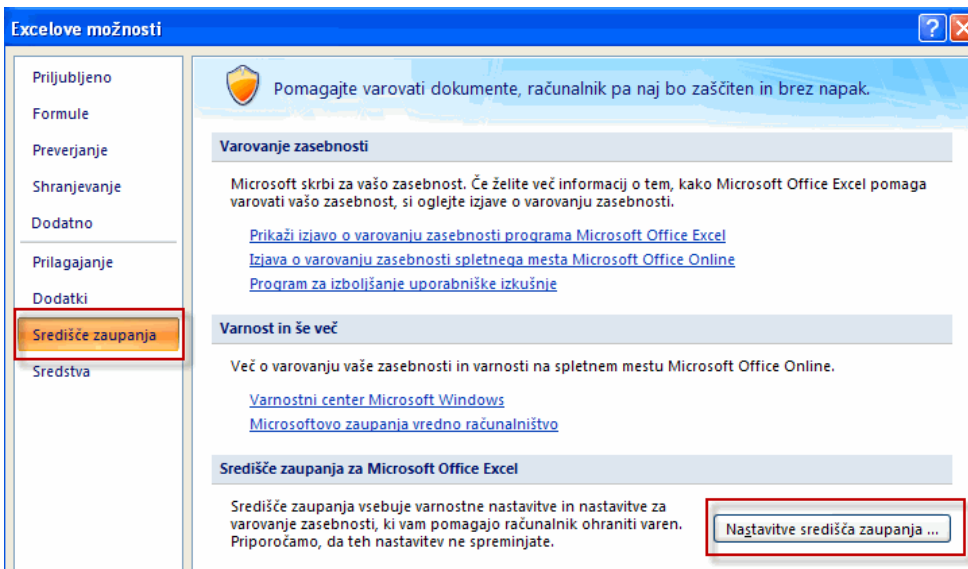 Excelove možnosti
Priljubljeno
Formule
Preverjanje
Shranjevanje
Dodatno
Prilagajanje
Dodatki
Središče zaupanja
Sredstva
Pomagajte varovati dokumente, računalnik pa naj bo zaščiten in brez napak.
Varovanje zasebnosti
Microsoft skrbi za vašo zasebnost. Če želite več informacij o tem, kako Microsoft Office Excel pomaga
varovati vašo zasebnost, si oglejte izjave o varovanju zasebnosti.
Prikaži izjavo o varovanju zasebnosti programa Microsoft Office Excel
Izjava o varovanju zasebnosti spletnega mesta Microsoft Office Online
Program za izboljšanje uporabniške izkušnje
Varnost in še več
Več o varovanju vaše zasebnosti in varnosti na spletnem mestu Microsoft Office Online.
Varnostni center Microsoft Windows
Microsoftovo zaupanja vredno računalništvo
Središče zaupanja za Microsoft Office Excel
Središče zaupanja vsebuje varnostne nastavitve in nastavitve za
varovanje zasebnosti, ki vam pomagajo računalnik ohraniti varen.
Priporočamo, da teh nastavitev ne spreminjate.
Nastavitve središča zaupanja ...